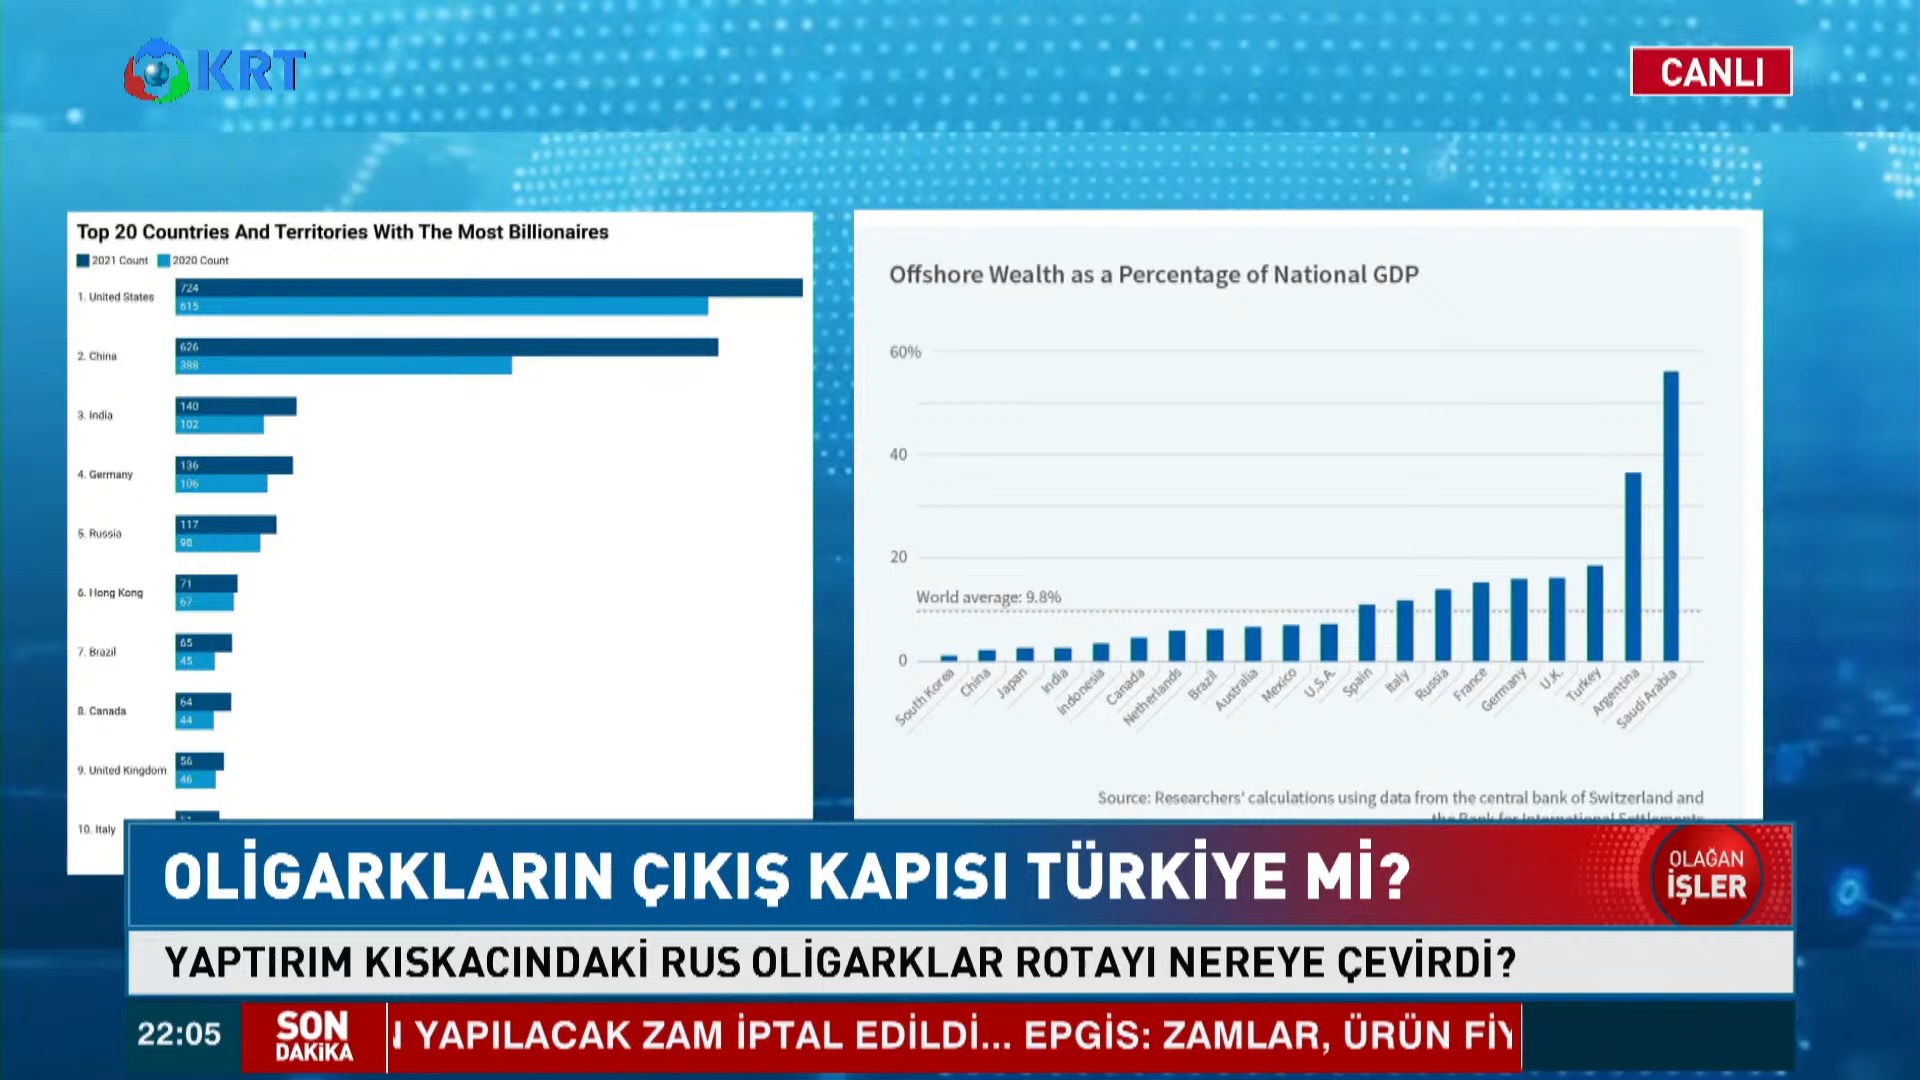 KRT
CANLI
Top 20 Countries And Territories With The Most Billionaires
2021 Count 2020 Count
1. United States 724
615
2. China 626
388
3. India 140
102
4. Germany 136
106
5. Russia 117
98
6. Hong Kong 71
67
7. Brazil 65
45
8. Canada 64
44
9. United Kingdom 56
46
10. Italy
Offshore Wealth as a Percentage of National GDP
60%
40
20
World average: 9.8%
0
South Korea China Japan India Indonesia Canada Netherlands Brazil Australia Mexico U.S.A. Spain Italy Russia France Germany U.K. Turkey Argentina Saudi Arabia
Source: Researchers' calculations using data from the central bank of Switzerland and
the Bank for International Settlements
OLİGARKLARIN ÇIKIŞ KAPISI TÜRKİYE Mİ?
OLAĞAN
İŞLER
YAPTIRIM KISKACINDAKİ RUS OLİGARKLAR ROTAYI NEREYE ÇEVİRDİ?
22:05
SON
DAKİKA
YAPILACAK ZAM İPTAL EDİLDİ... EPGİS: ZAMLAR, ÜRÜN FİY